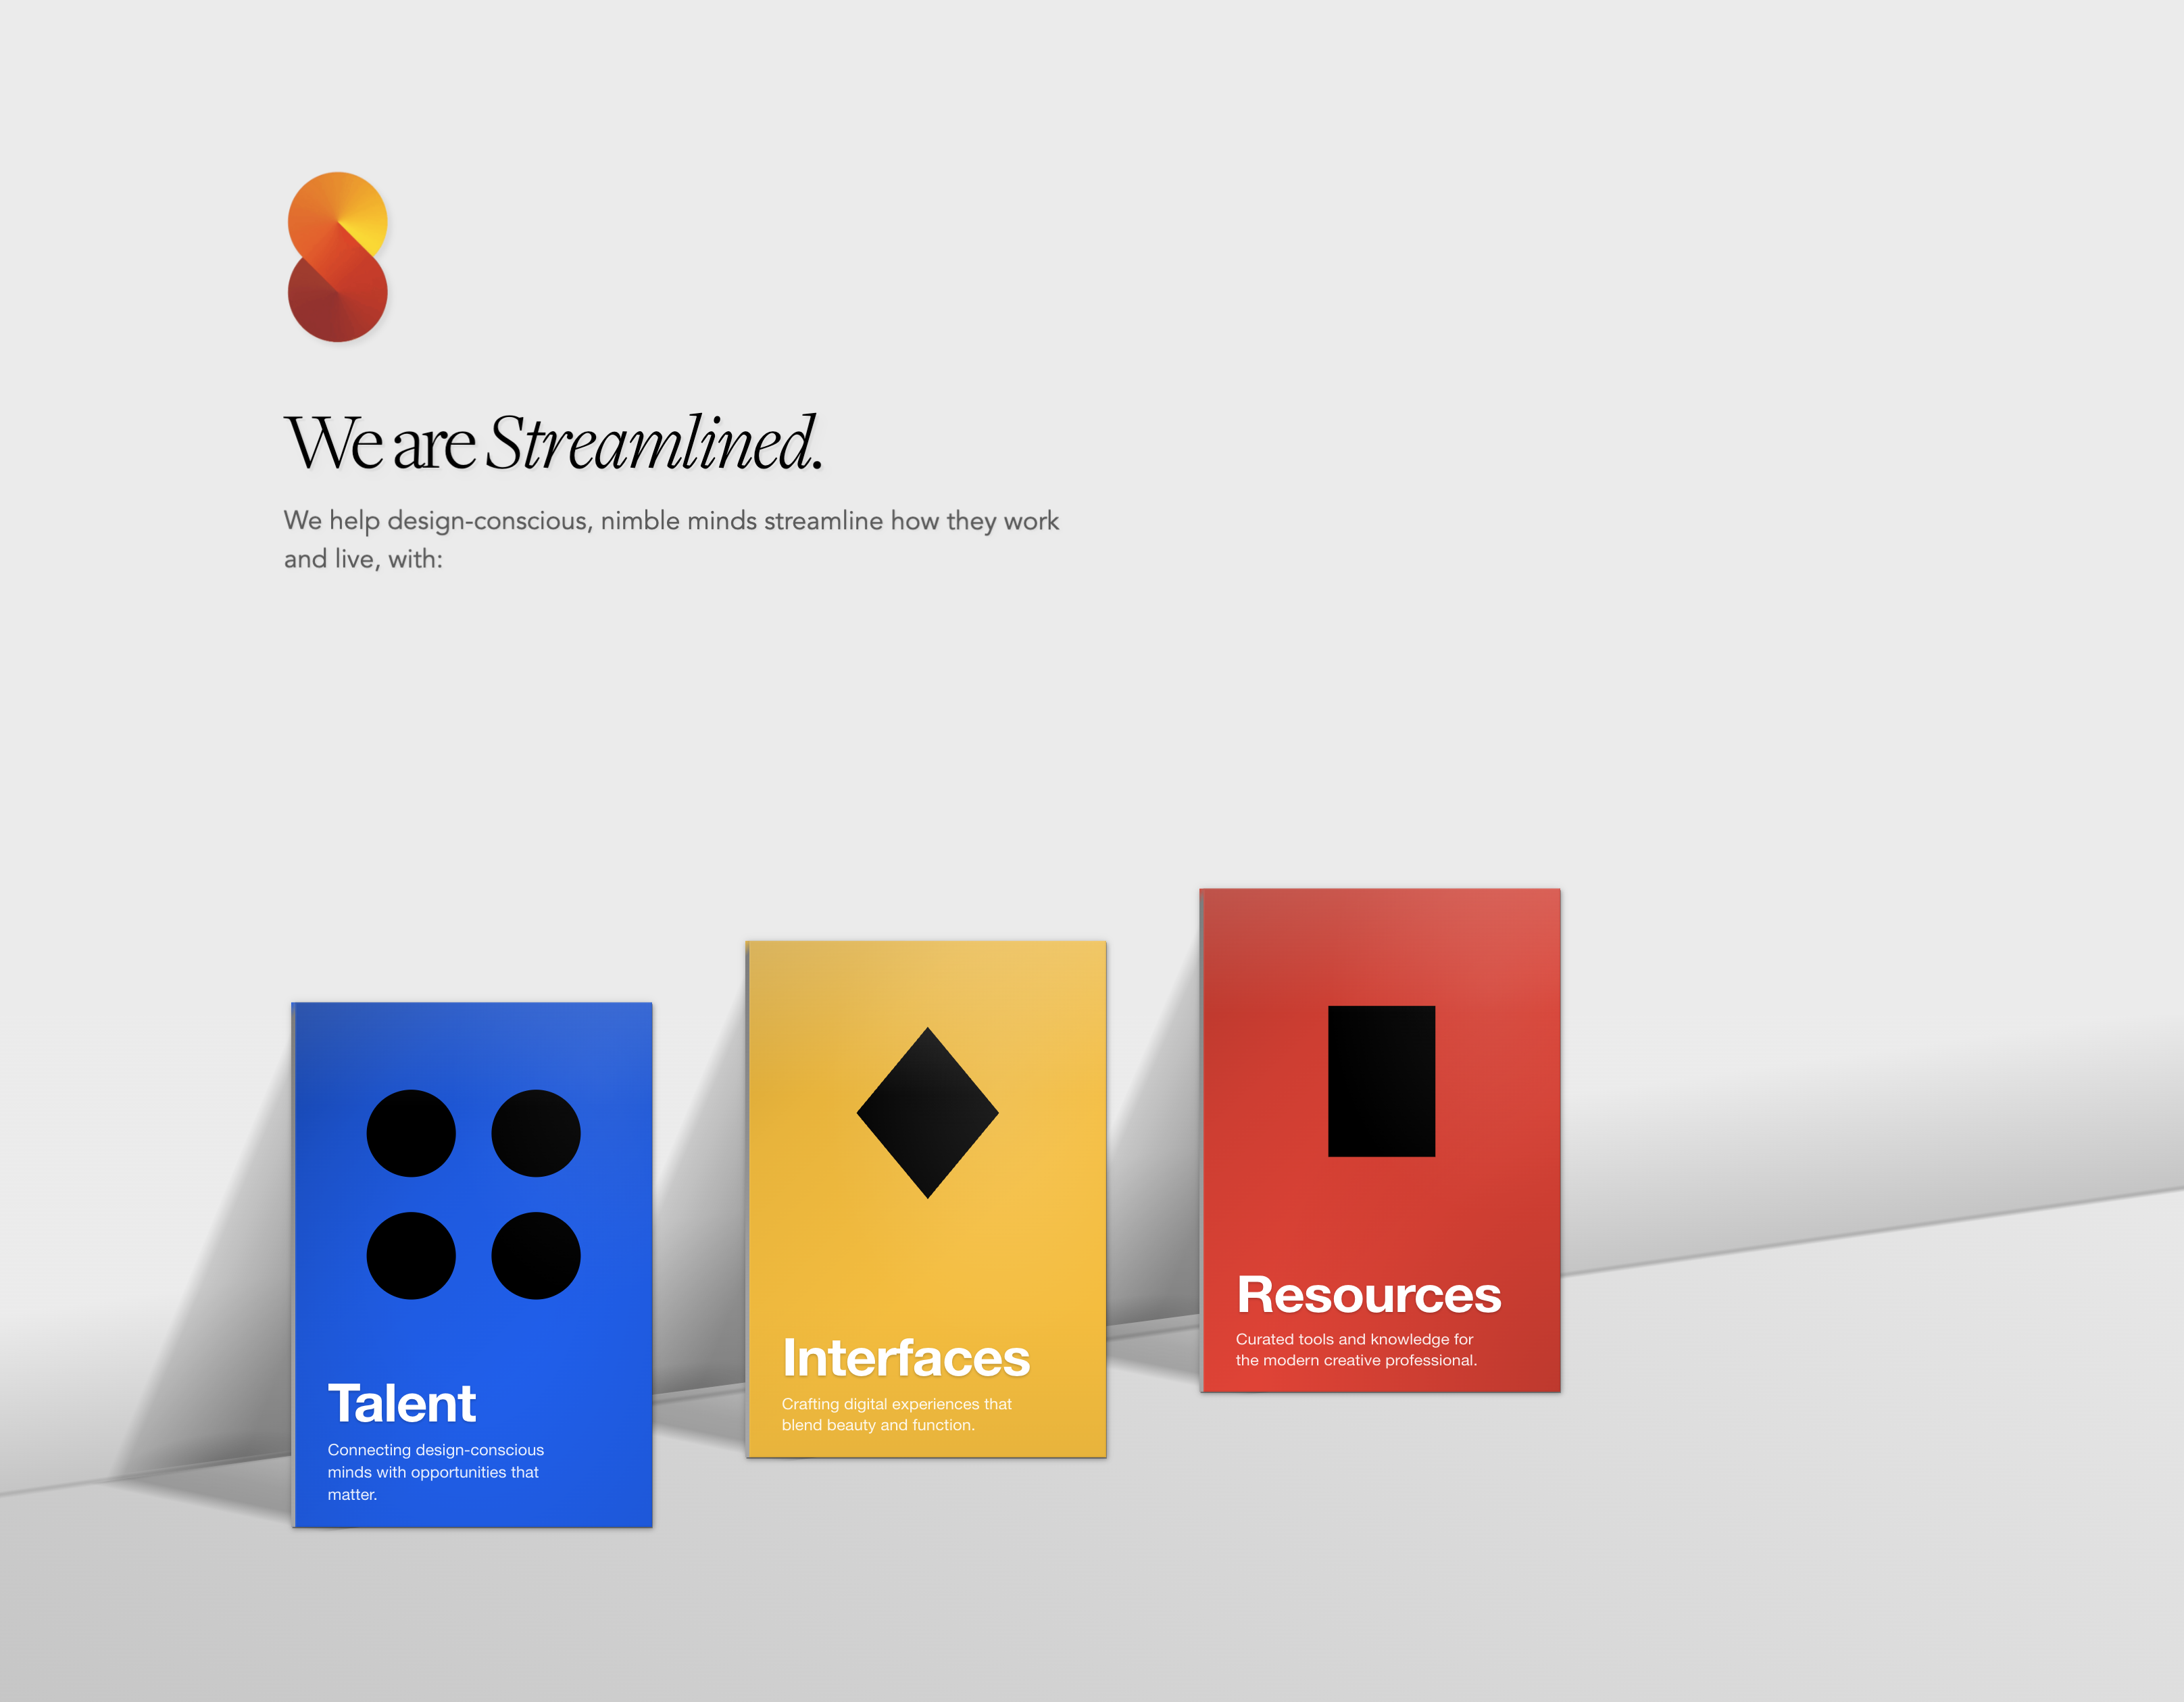 We are Streamlined.
We help design-conscious, nimble minds streamline how they work
and live, with:
Talent
Connecting design-conscious
minds with opportunities that
matter.
Interfaces
Crafting digital experiences that
blend beauty and function.
Resources
Curated tools and knowledge for
the modern creative professional.